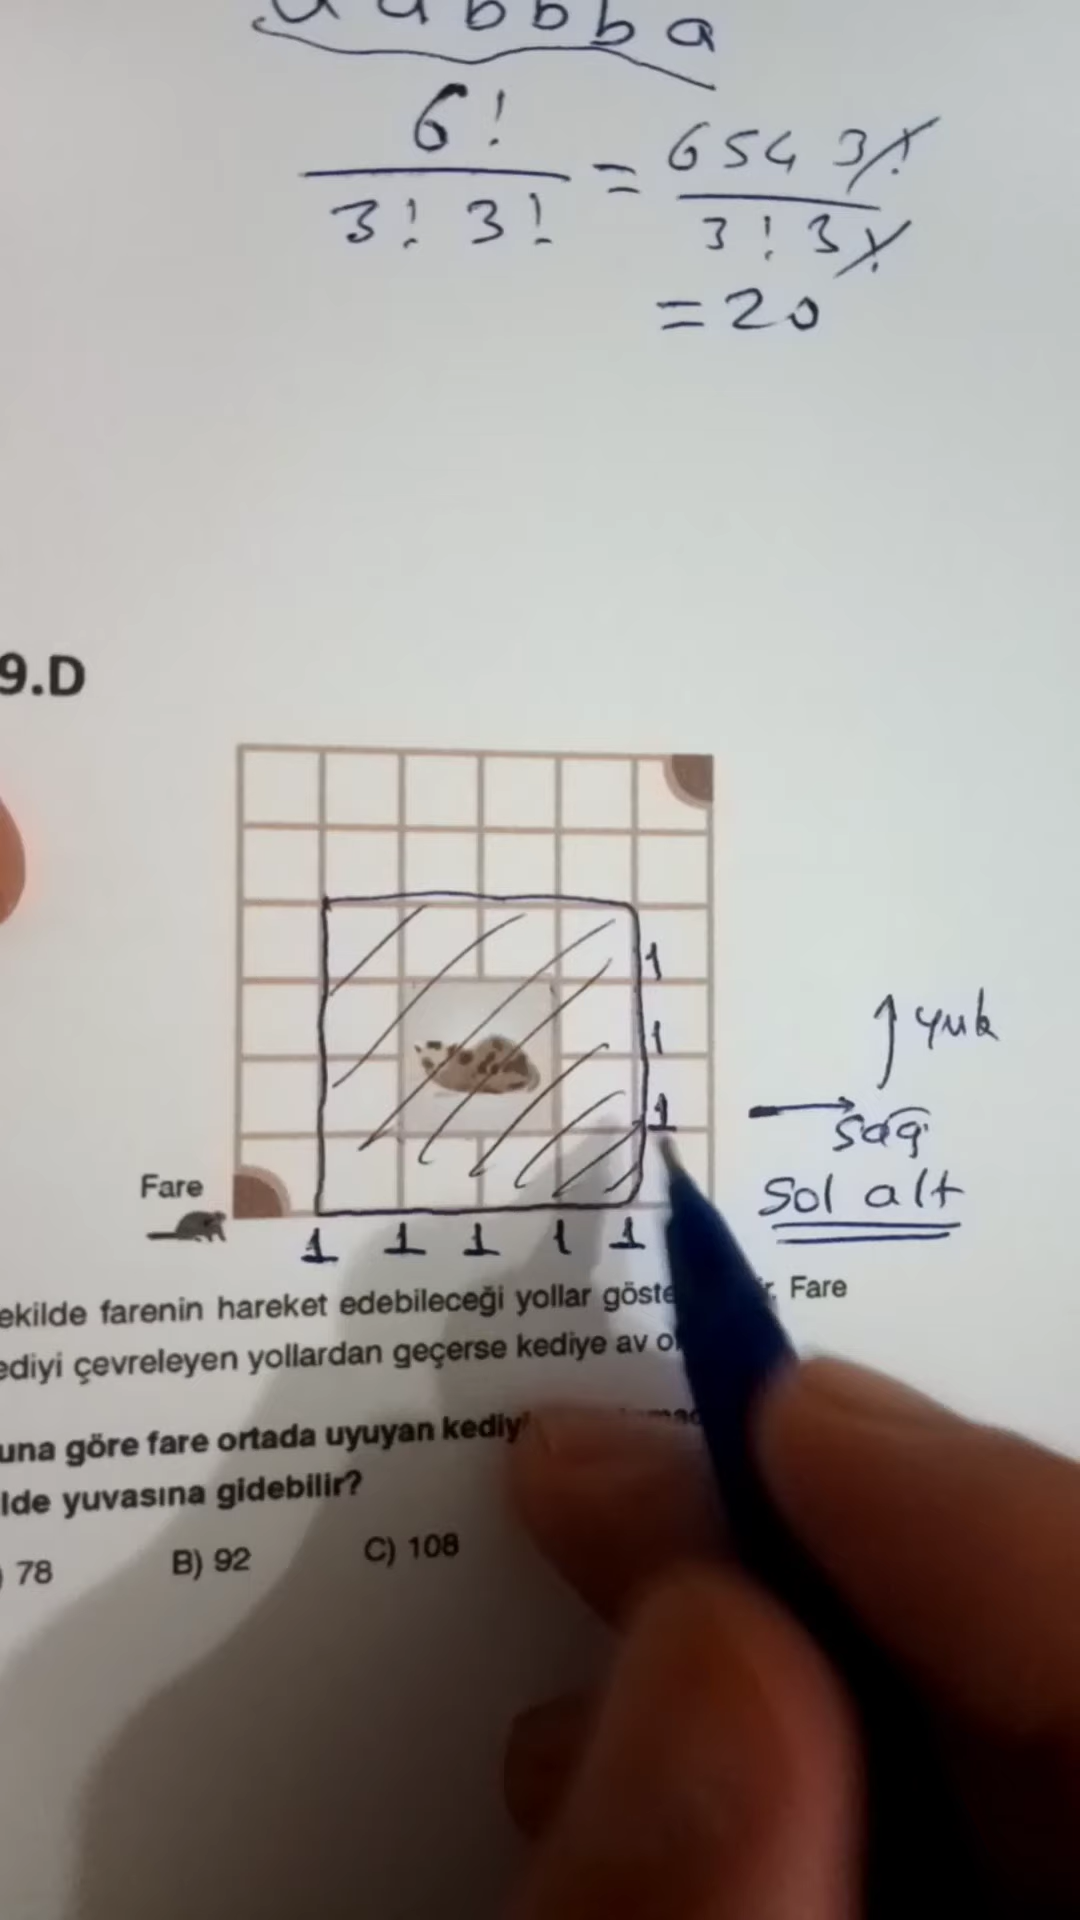 b b b a
6! / 3! 3! = 6 5 4 3! / 3! 3!
= 20
9.D
1
1
yuk
1
sağ
Fare
Sol alt
1 1 1 1 1
ekilde farenin hareket edebileceği yollar göste Fare
ediyi çevreleyen yollardan geçerse kediye av
una göre fare ortada uyuyan kediy
lde yuvasına gidebilir?
78 B) 92 C) 108